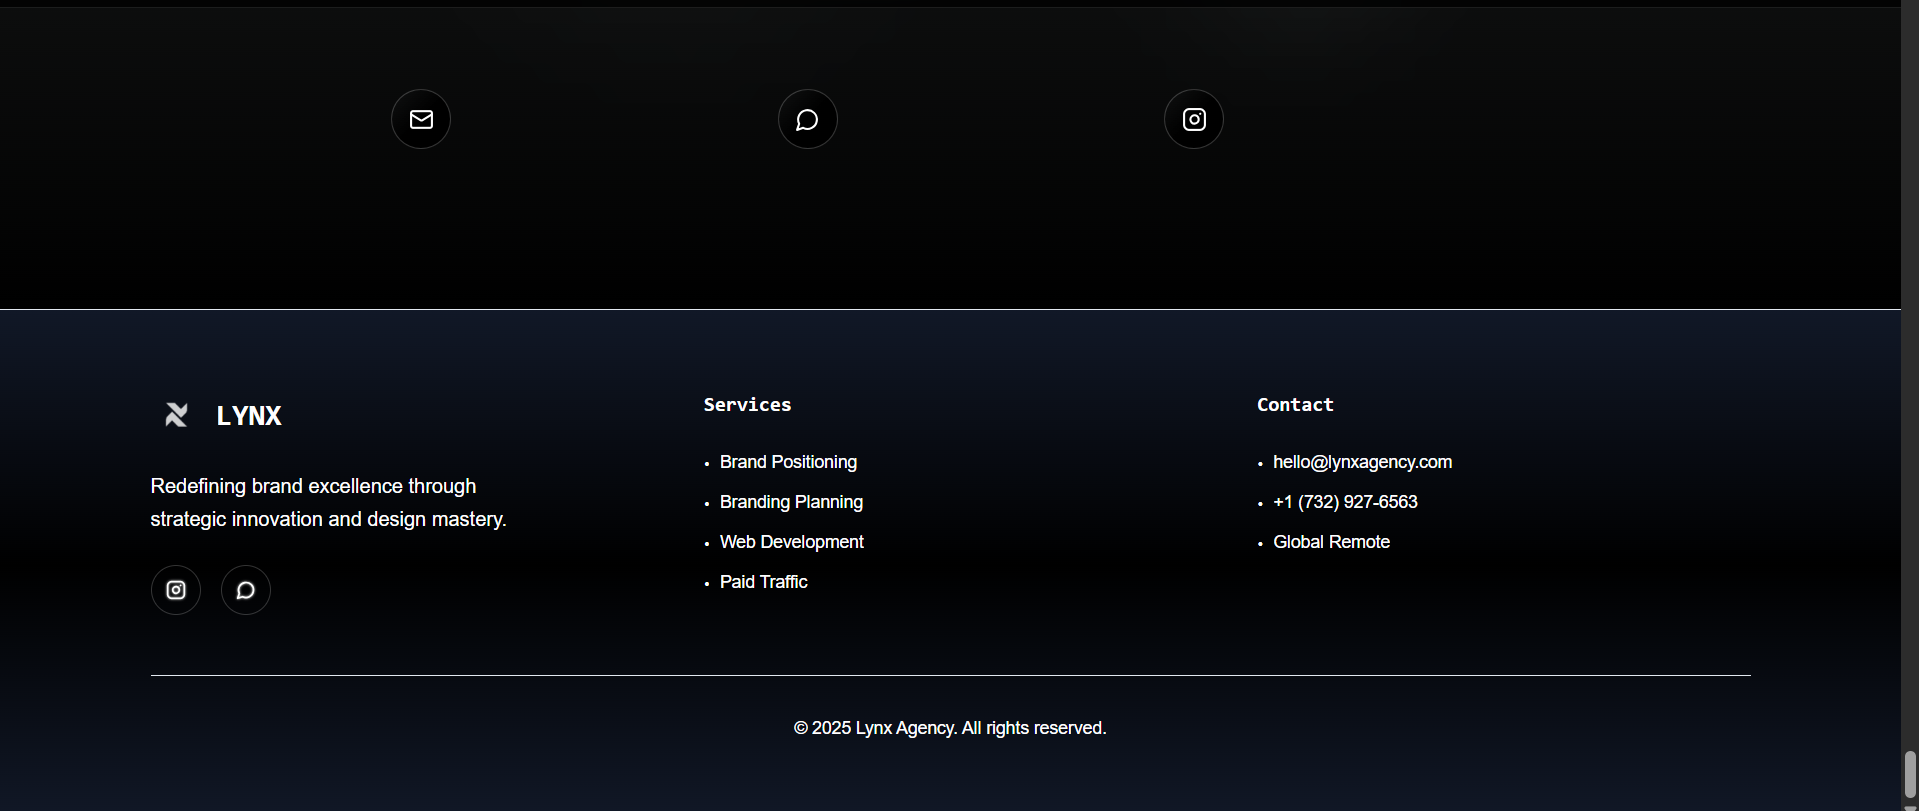 LYNX
Redefining brand excellence through
strategic innovation and design mastery.
Services
• Brand Positioning
• Branding Planning
• Web Development
• Paid Traffic
Contact
• hello@lynxagency.com
• +1 (732) 927-6563
• Global Remote
© 2025 Lynx Agency. All rights reserved.